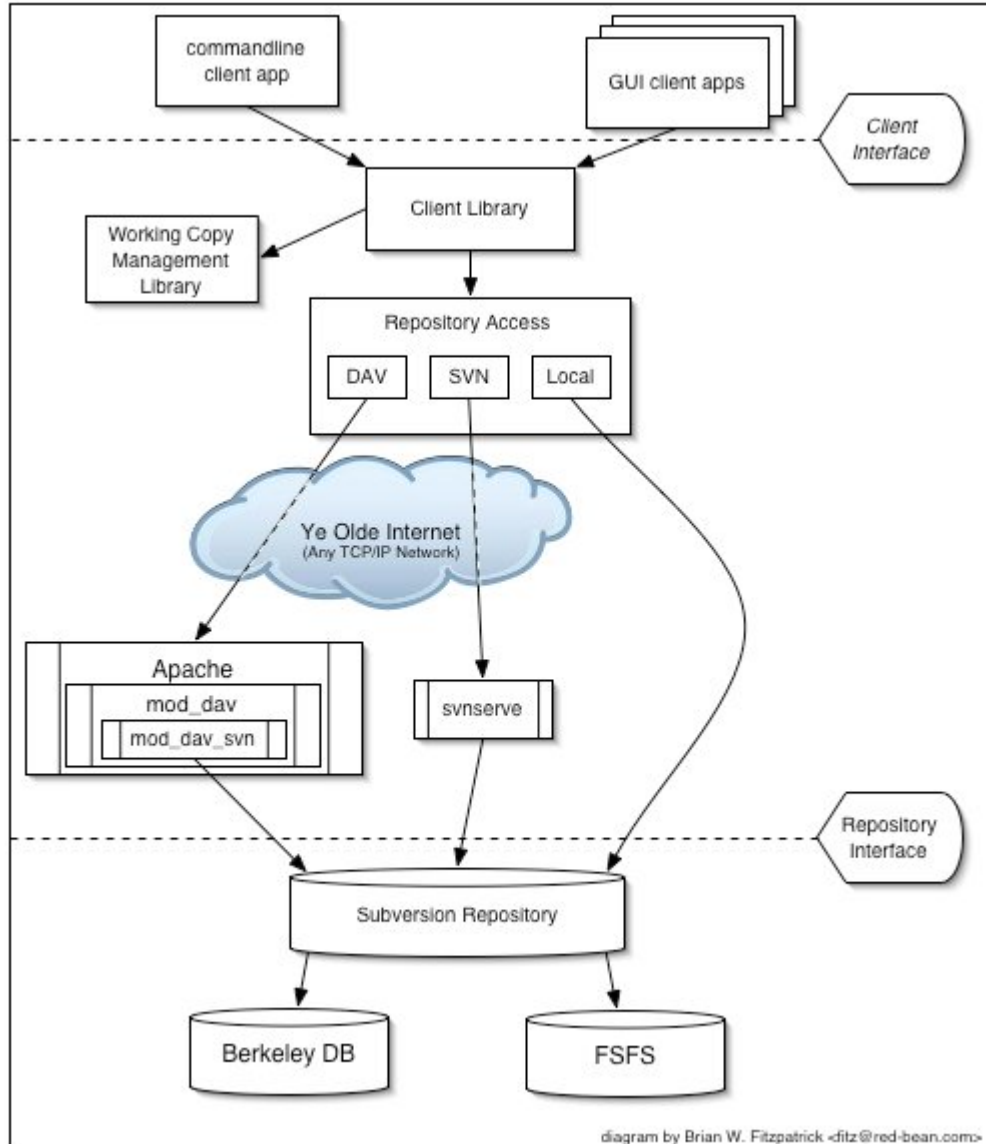 commandline
client app
GUI client apps
Client
Interface
Client Library
Working Copy
Management
Library
Repository Access
DAV
SVN
Local
Ye Olde Internet
(Any TCP/IP Network)
Apache
mod_dav
mod_dav_svn
svnserve
Repository
Interface
Subversion Repository
Berkeley DB
FSFS
diagram by Brian W. Fitzpatrick <fitz@red-bean.com>